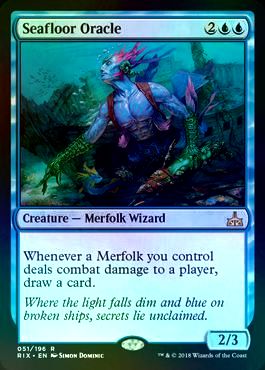 Seafloor Oracle 2
Creature — Merfolk Wizard
Whenever a Merfolk you control
deals combat damage to a player,
draw a card.
Where the light falls dim and blue on
broken ships, secrets lie unclaimed.
2/3
051/196 R
RIX • EN SIMON DOMINIC
™ & © 2018 Wizards of the Coast